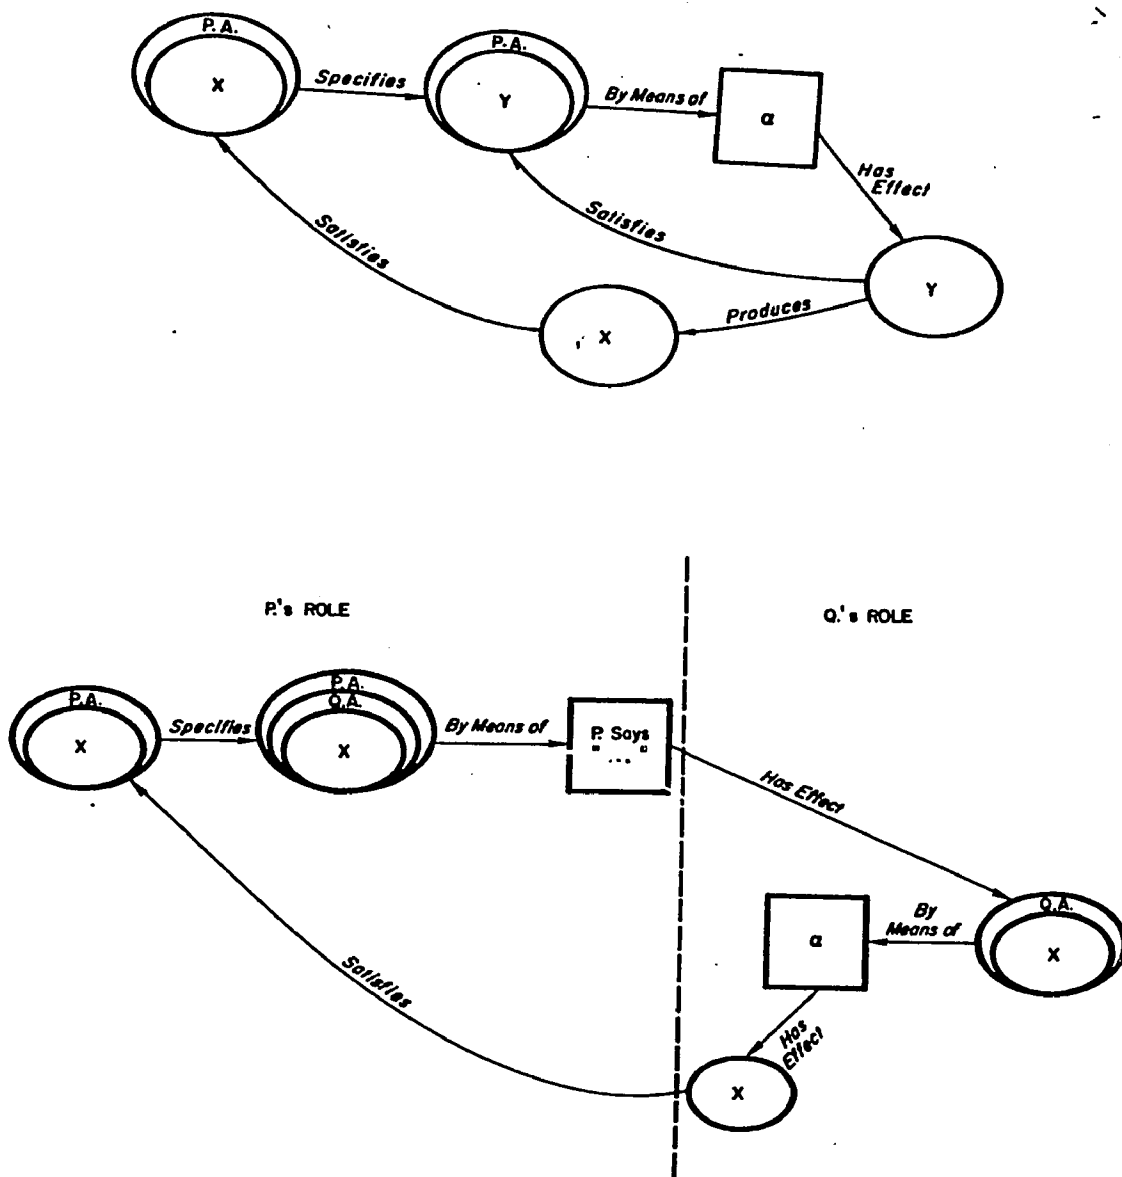 P.A.
X
Specifies
P.A.
Y
By Means of
α
Has
Effect
Satisfies
Satisfies
Y
Produces
X
P.'s ROLE
Q.'s ROLE
P.A.
X
Specifies
P.A.
Q.A.
X
By Means of
P. Says
"..."
Has Effect
Q.A.
X
By
Means of
α
Satisfies
Has
Effect
X